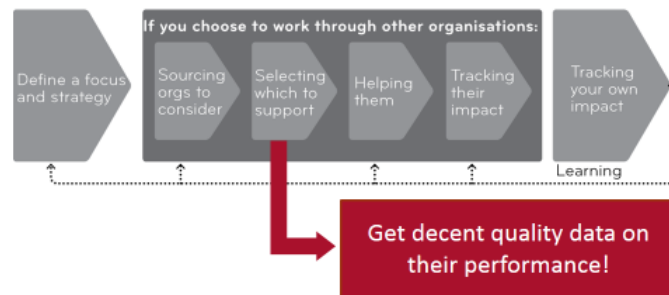 If you choose to work through other organisations:
Define a focus
and strategy
Sourcing
orgs to
consider
Selecting
which to
support
Helping
them
Tracking
their
impact
Tracking
your own
impact
Learning
Get decent quality data on
their performance!